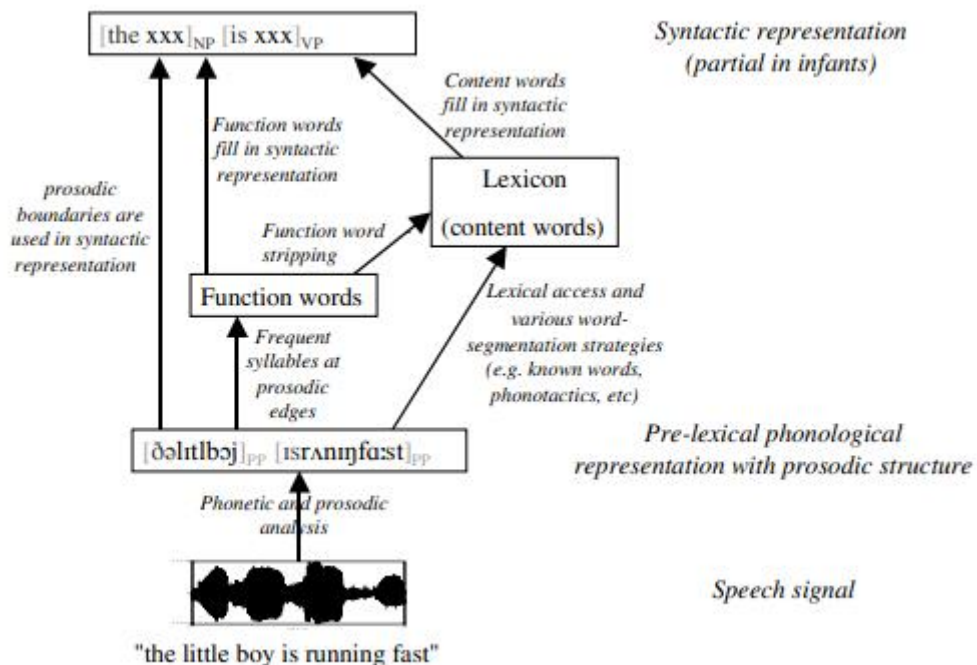 [the xxx]NP [is xxx]VP
Syntactic representation
(partial in infants)
Content words
fill in syntactic
representation
Function words
fill in syntactic
representation
Lexicon
(content words)
prosodic
boundaries are
used in syntactic
representation
Function word
stripping
Function words
Lexical access and
various word-
segmentation strategies
(e.g. known words,
phonotactics, etc)
Frequent
syllables at
prosodic
edges
[ðəlɪtlbɔj]PP [ɪsrʌnɪŋfɑːst]PP
Pre-lexical phonological
representation with prosodic structure
Phonetic and prosodic
analysis
Speech signal
"the little boy is running fast"